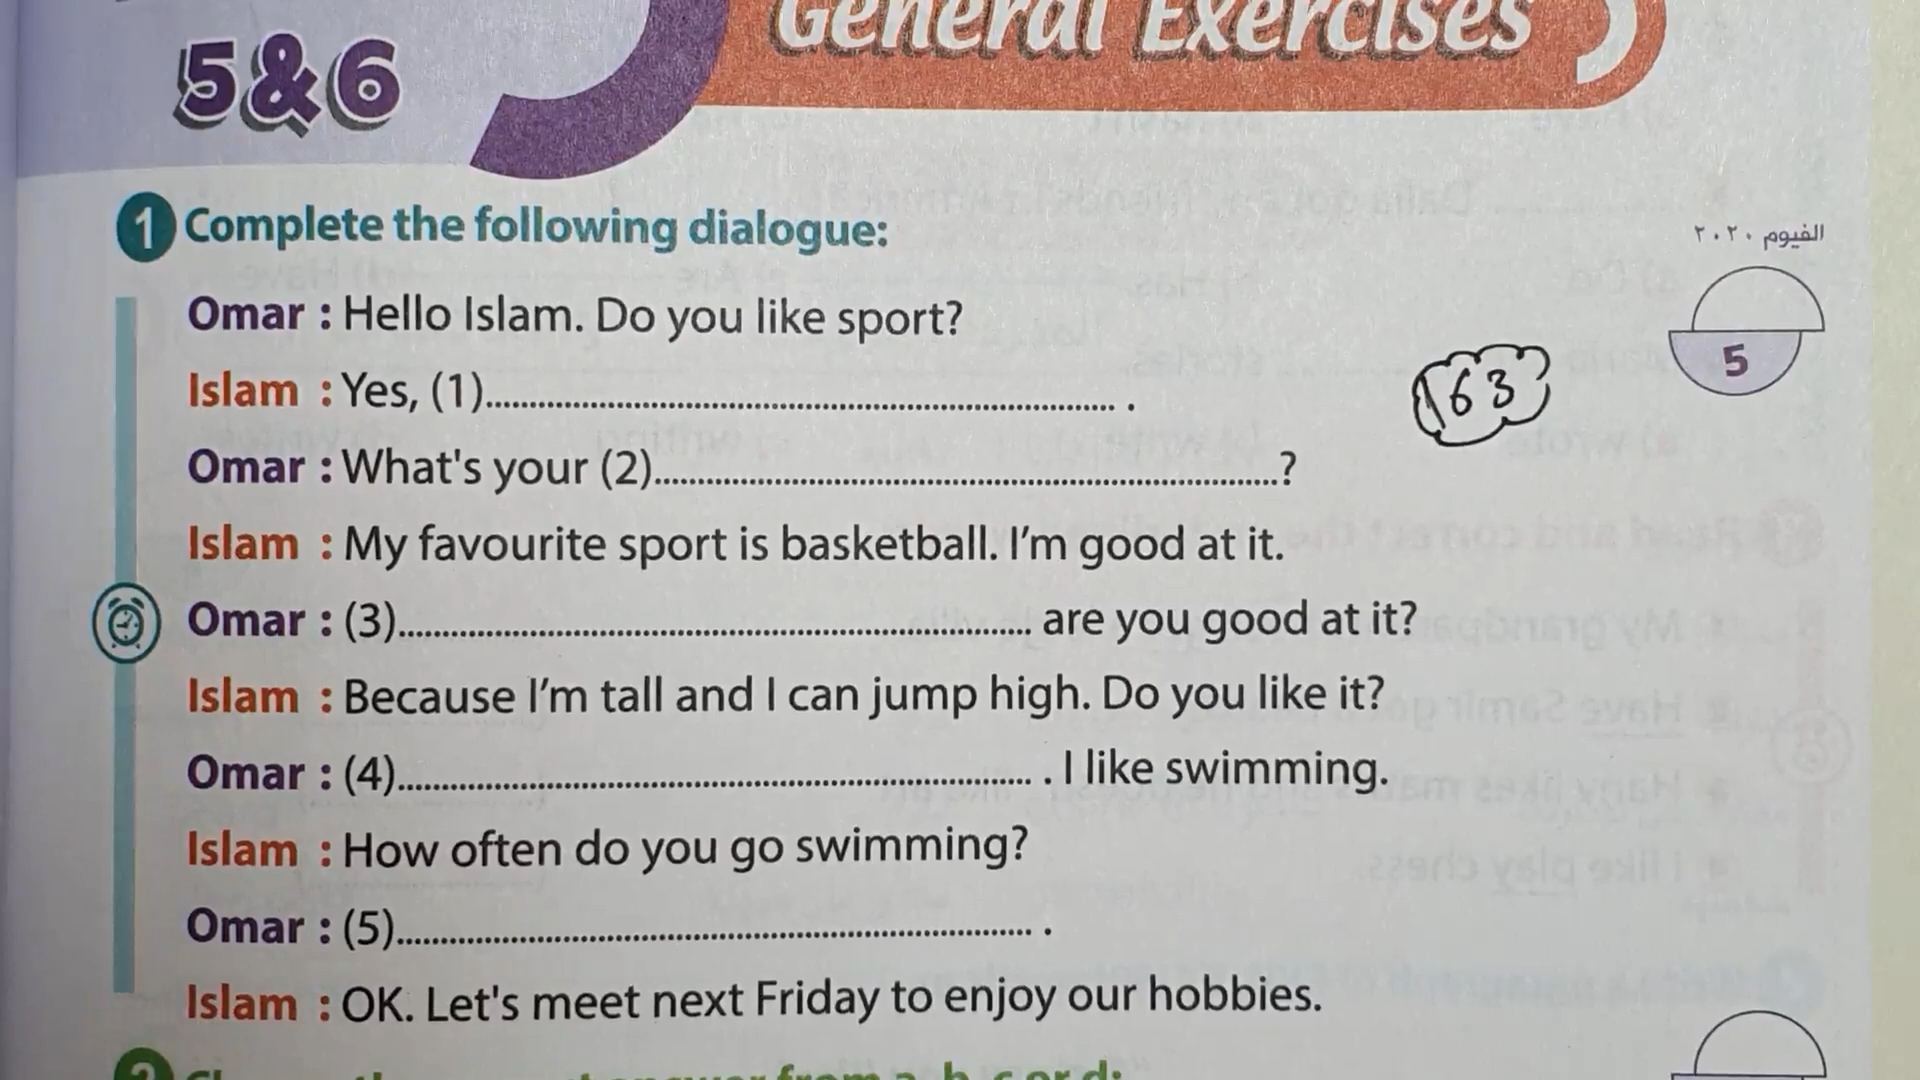 5&6
General Exercises
1 Complete the following dialogue:
الفيوم ٢٠٢٠
5
Omar : Hello Islam. Do you like sport?
Islam : Yes, (1)................................ .
163
Omar : What's your (2)................................?
Islam : My favourite sport is basketball. I'm good at it.
Omar : (3)................................ are you good at it?
Islam : Because I'm tall and I can jump high. Do you like it?
Omar : (4)................................ . I like swimming.
Islam : How often do you go swimming?
Omar : (5)................................ .
Islam : OK. Let's meet next Friday to enjoy our hobbies.
from a, b, c or d: